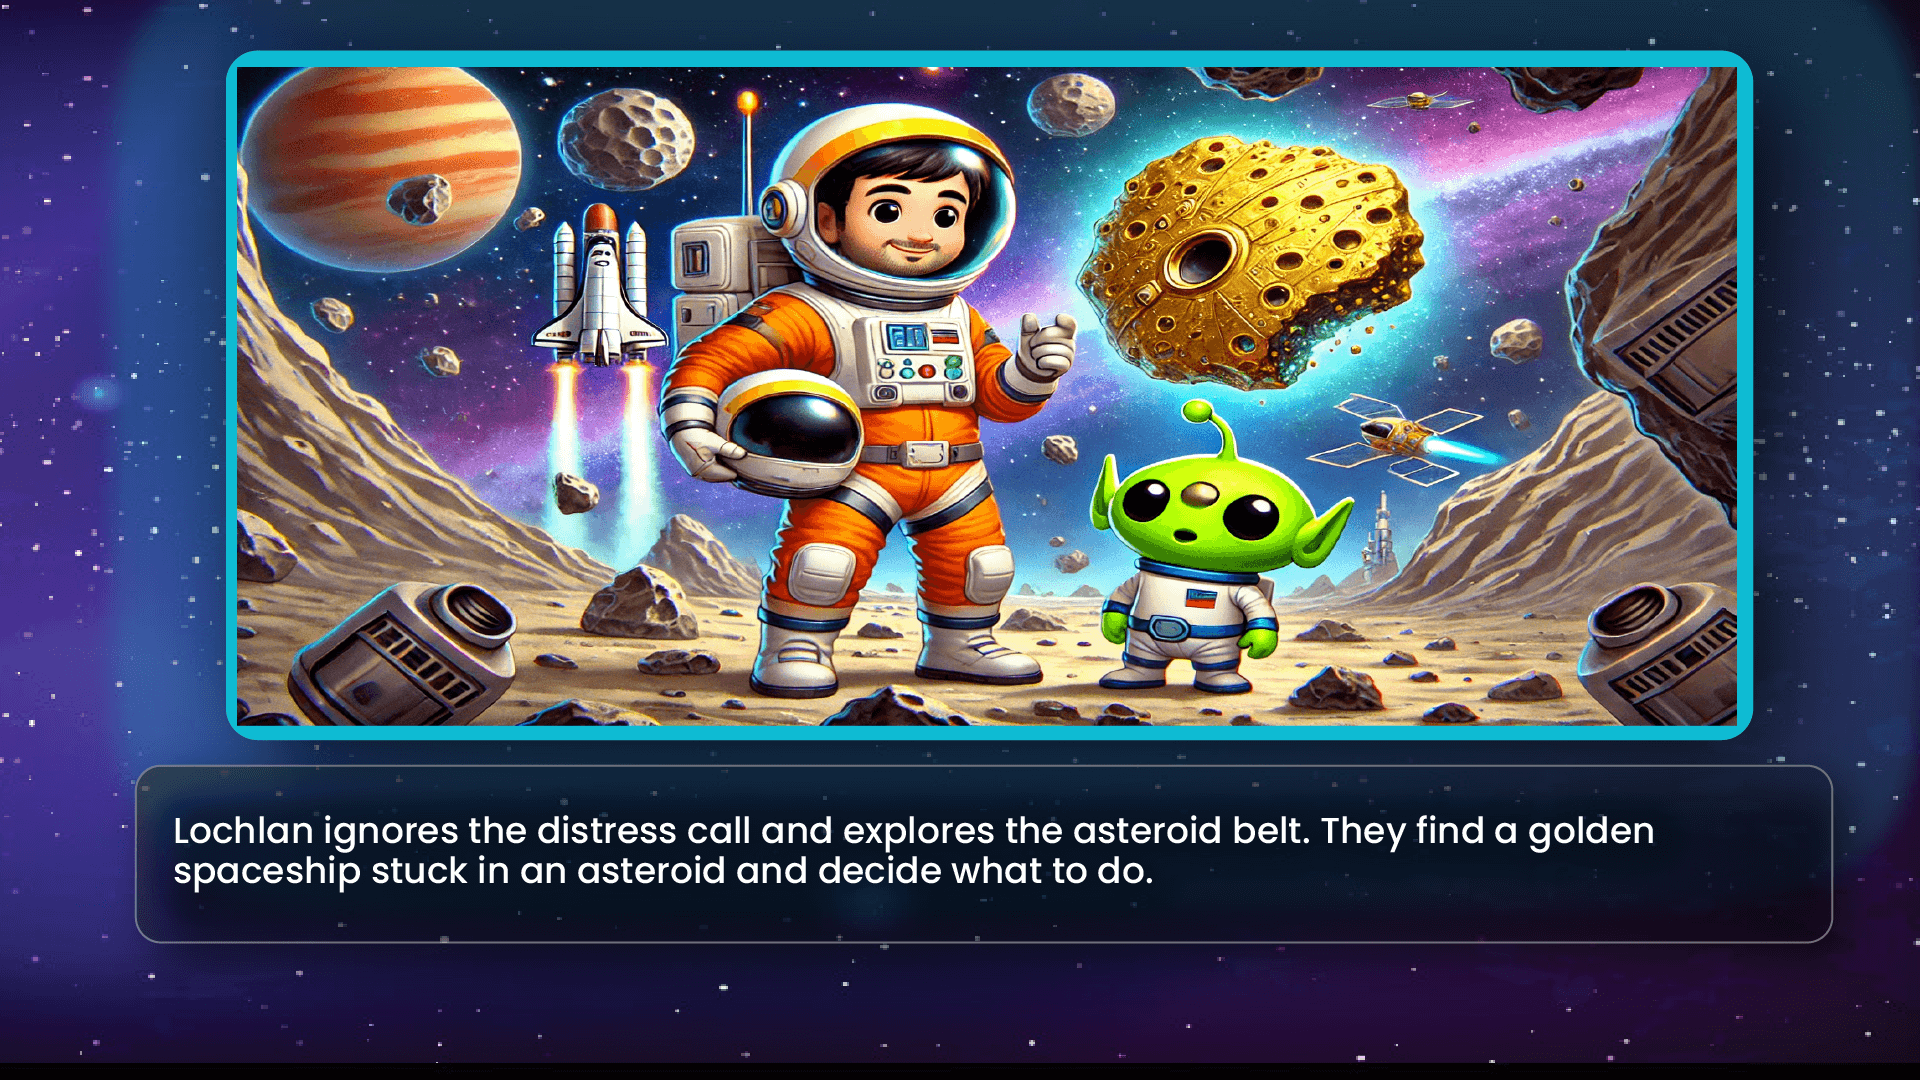 Lochlan ignores the distress call and explores the asteroid belt. They find a golden
spaceship stuck in an asteroid and decide what to do.